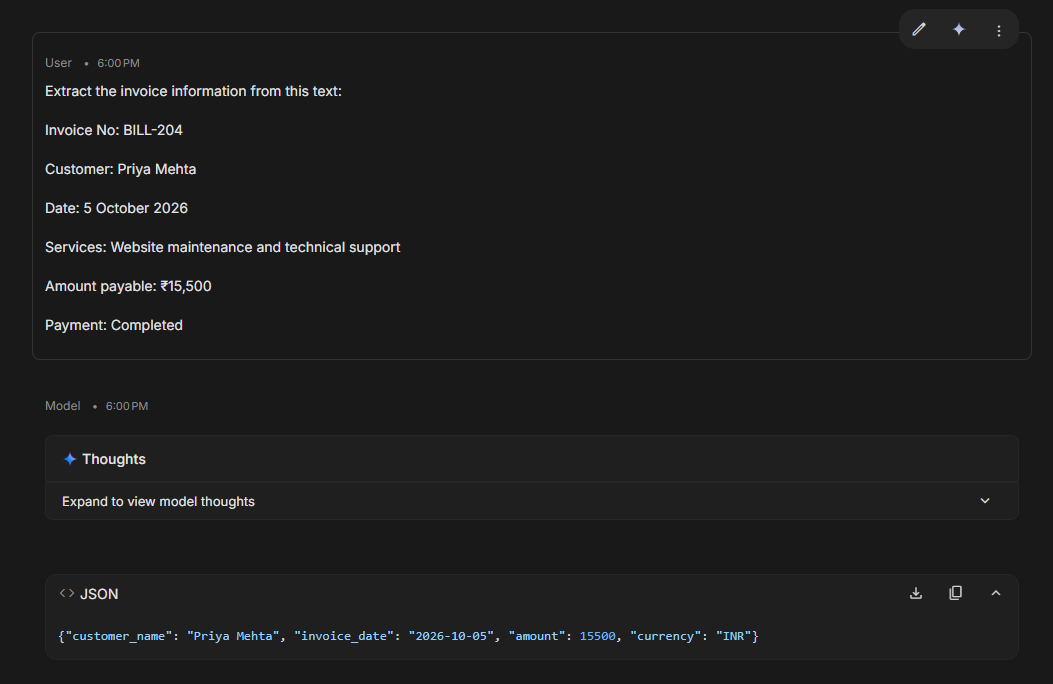 User • 6:00 PM
Extract the invoice information from this text:
Invoice No: BILL-204
Customer: Priya Mehta
Date: 5 October 2026
Services: Website maintenance and technical support
Amount payable: ₹15,500
Payment: Completed
Model • 6:00 PM
Thoughts
Expand to view model thoughts
<> JSON
{"customer_name": "Priya Mehta", "invoice_date": "2026-10-05", "amount": 15500, "currency": "INR"}